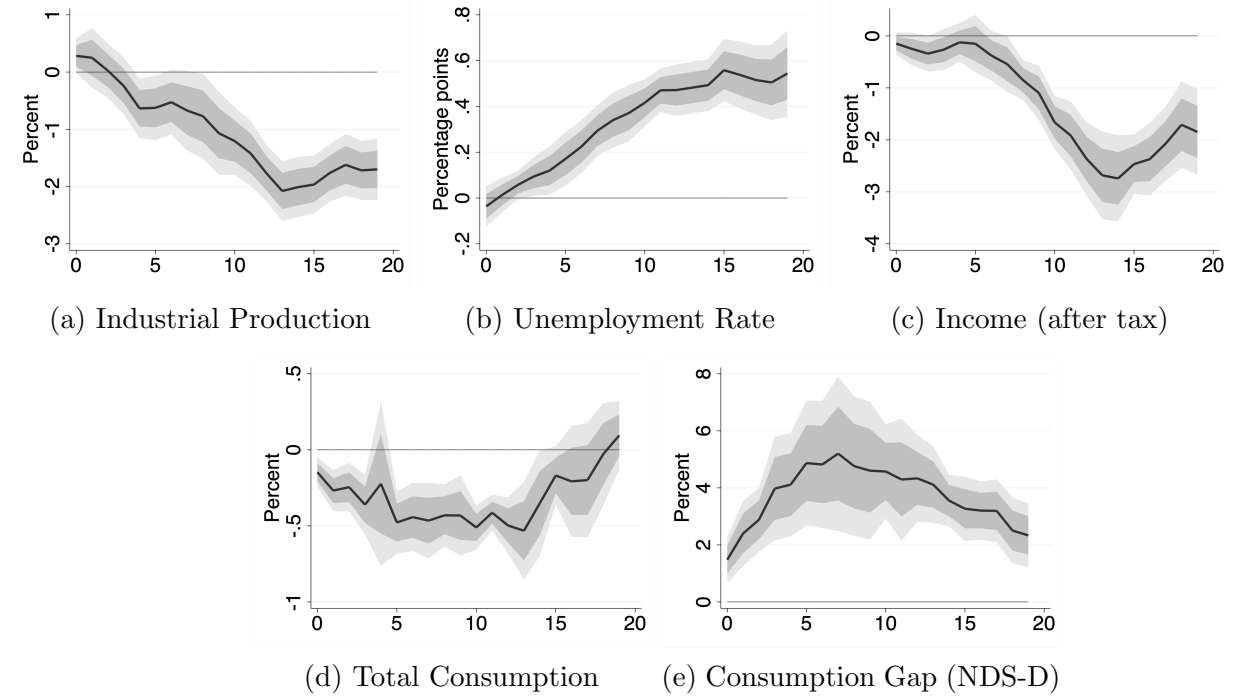 1
0
-1
-2
-3
Percent
0 5 10 15 20
(a) Industrial Production
.8
.6
.4
.2
0
-.2
Percentage points
0 5 10 15 20
(b) Unemployment Rate
0
-1
-2
-3
-4
Percent
0 5 10 15 20
(c) Income (after tax)
.5
0
-.5
-1
Percent
0 5 10 15 20
(d) Total Consumption
8
6
4
2
0
Percent
0 5 10 15 20
(e) Consumption Gap (NDS-D)